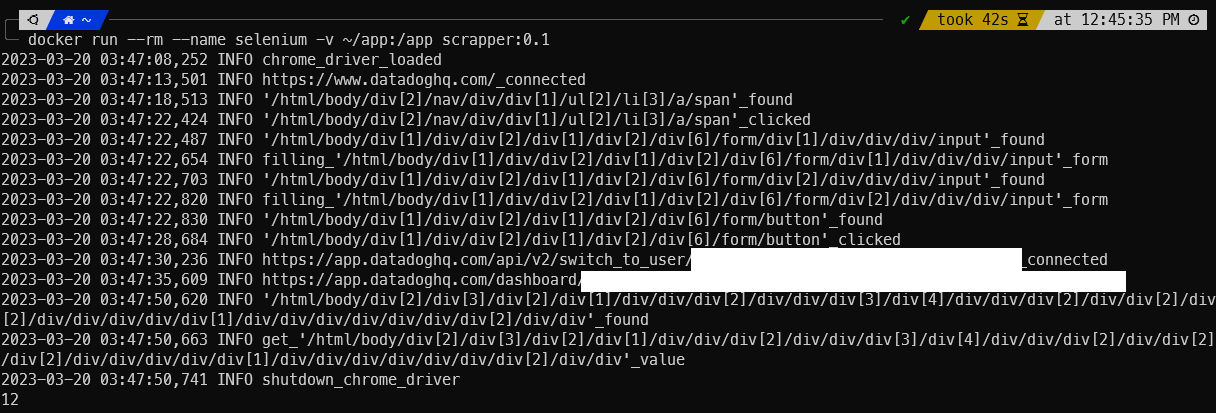 ~ ✔ took 42s at 12:45:35 PM
docker run --rm --name selenium -v ~/app:/app scrapper:0.1
2023-03-20 03:47:08,252 INFO chrome_driver_loaded
2023-03-20 03:47:13,501 INFO https://www.datadoghq.com/_connected
2023-03-20 03:47:18,513 INFO '/html/body/div[2]/nav/div/div[1]/ul[2]/li[3]/a/span'_found
2023-03-20 03:47:22,424 INFO '/html/body/div[2]/nav/div/div[1]/ul[2]/li[3]/a/span'_clicked
2023-03-20 03:47:22,487 INFO '/html/body/div[1]/div/div[2]/div[1]/div[2]/div[6]/form/div[1]/div/div/div/input'_found
2023-03-20 03:47:22,654 INFO filling_'/html/body/div[1]/div/div[2]/div[1]/div[2]/div[6]/form/div[1]/div/div/div/input'_form
2023-03-20 03:47:22,703 INFO '/html/body/div[1]/div/div[2]/div[1]/div[2]/div[6]/form/div[2]/div/div/div/input'_found
2023-03-20 03:47:22,820 INFO filling_'/html/body/div[1]/div/div[2]/div[1]/div[2]/div[6]/form/div[2]/div/div/div/input'_form
2023-03-20 03:47:22,830 INFO '/html/body/div[1]/div/div[2]/div[1]/div[2]/div[6]/form/button'_found
2023-03-20 03:47:28,684 INFO '/html/body/div[1]/div/div[2]/div[1]/div[2]/div[6]/form/button'_clicked
2023-03-20 03:47:30,236 INFO https://app.datadoghq.com/api/v2/switch_to_user/ _connected
2023-03-20 03:47:35,609 INFO https://app.datadoghq.com/dashboard/
2023-03-20 03:47:50,620 INFO '/html/body/div[2]/div[3]/div[2]/div[1]/div/div/div[2]/div/div/div[3]/div[4]/div/div/div[2]/div/div[2]/div
[2]/div/div/div/div/div[1]/div/div/div/div/div/div/div[2]/div/div'_found
2023-03-20 03:47:50,663 INFO get_'/html/body/div[2]/div[3]/div[2]/div[1]/div/div/div[2]/div/div/div[3]/div[4]/div/div/div[2]/div/div[2]
/div[2]/div/div/div/div/div[1]/div/div/div/div/div/div/div[2]/div/div'_value
2023-03-20 03:47:50,741 INFO shutdown_chrome_driver
12